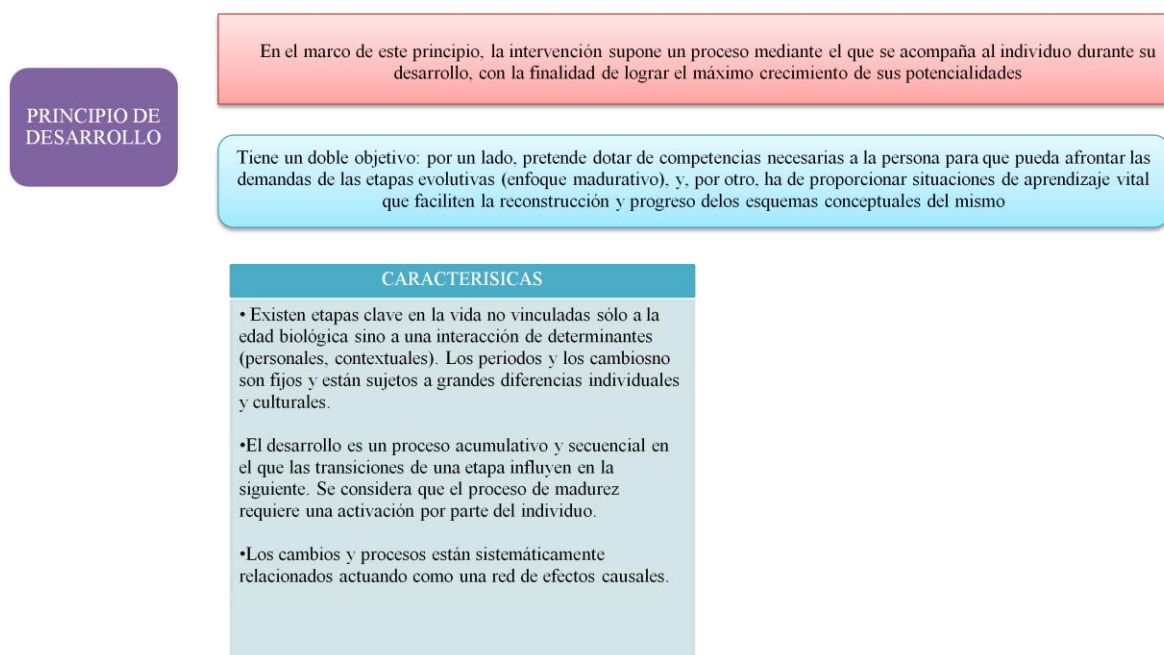 PRINCIPIO DE
DESARROLLO
En el marco de este principio, la intervención supone un proceso mediante el que se acompaña al individuo durante su
desarrollo, con la finalidad de lograr el máximo crecimiento de sus potencialidades
Tiene un doble objetivo: por un lado, pretende dotar de competencias necesarias a la persona para que pueda afrontar las
demandas de las etapas evolutivas (enfoque madurativo), y, por otro, ha de proporcionar situaciones de aprendizaje vital
que faciliten la reconstrucción y progreso delos esquemas conceptuales del mismo
CARACTERISICAS
• Existen etapas clave en la vida no vinculadas sólo a la
edad biológica sino a una interacción de determinantes
(personales, contextuales). Los periodos y los cambiosno
son fijos y están sujetos a grandes diferencias individuales
y culturales.
•El desarrollo es un proceso acumulativo y secuencial en
el que las transiciones de una etapa influyen en la
siguiente. Se considera que el proceso de madurez
requiere una activación por parte del individuo.
•Los cambios y procesos están sistemáticamente
relacionados actuando como una red de efectos causales.